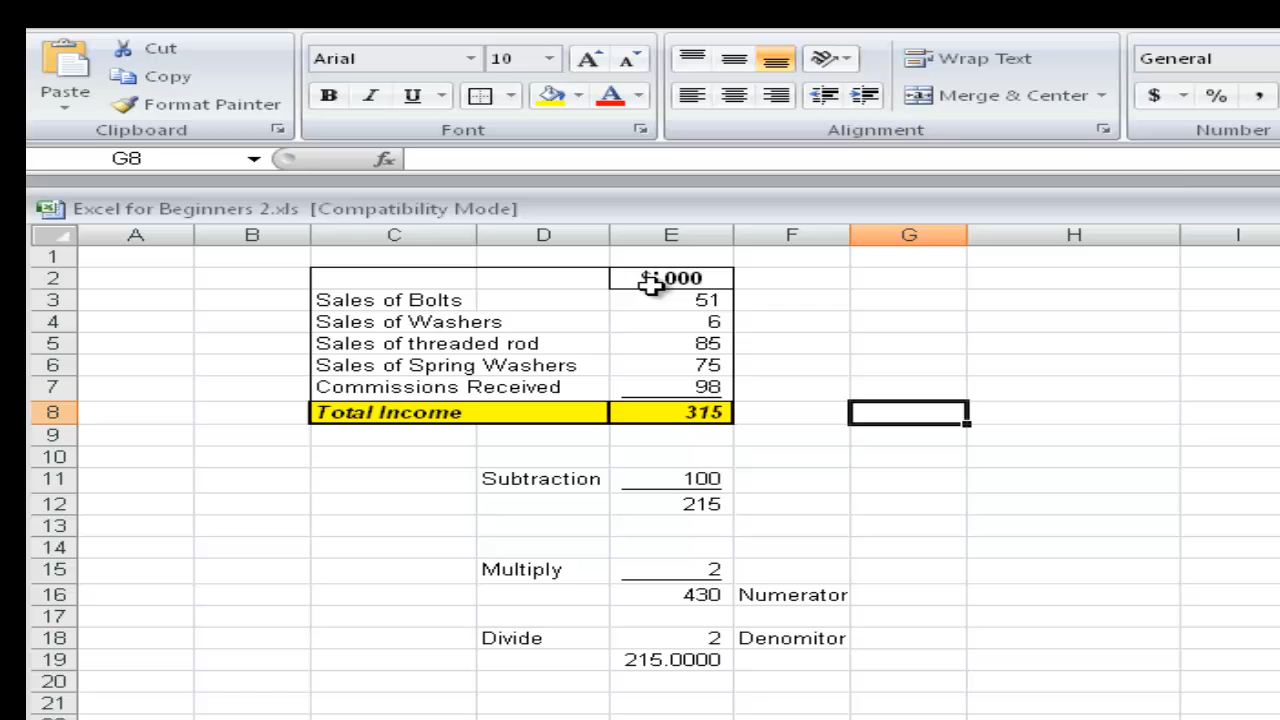 Cut
Copy
Paste
Format Painter
Clipboard
Arial 10 A A
B I U A
Font
Wrap Text
Merge & Center
Alignment
General
$ % ,
Number
G8 fx
Excel for Beginners 2.xls [Compatibility Mode]
A B C D E F G H I
1
2 000
3 Sales of Bolts 51
4 Sales of Washers 6
5 Sales of threaded rod 85
6 Sales of Spring Washers 75
7 Commissions Received 98
8 Total Income 315
9
10
11 Subtraction 100
12 215
13
14
15 Multiply 2
16 430 Numerator
17
18 Divide 2 Denomitor
19 215.0000
20
21